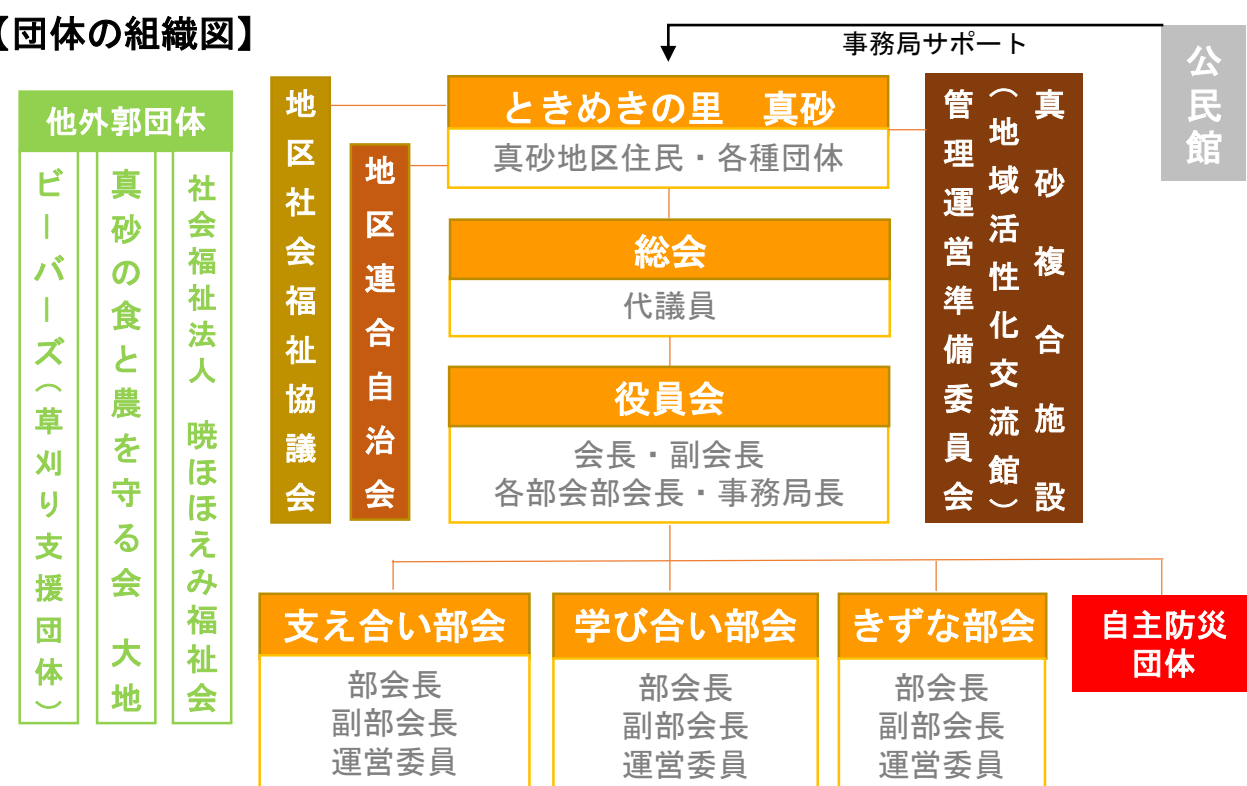 【団体の組織図】
事務局サポート
公民館
他外郭団体
ビーバーズ（草刈り支援団体）
真砂の食と農を守る会　大地
社会福祉法人　暁ほほえみ福祉会
地区社会福祉協議会
地区連合自治会
ときめきの里　真砂
真砂地区住民・各種団体
総会
代議員
役員会
会長・副会長
各部会部会長・事務局長
真砂複合施設
（地域活性化交流館）
管理運営準備委員会
支え合い部会
部会長
副部会長
運営委員
学び合い部会
部会長
副部会長
運営委員
きずな部会
部会長
副部会長
運営委員
自主防災
団体